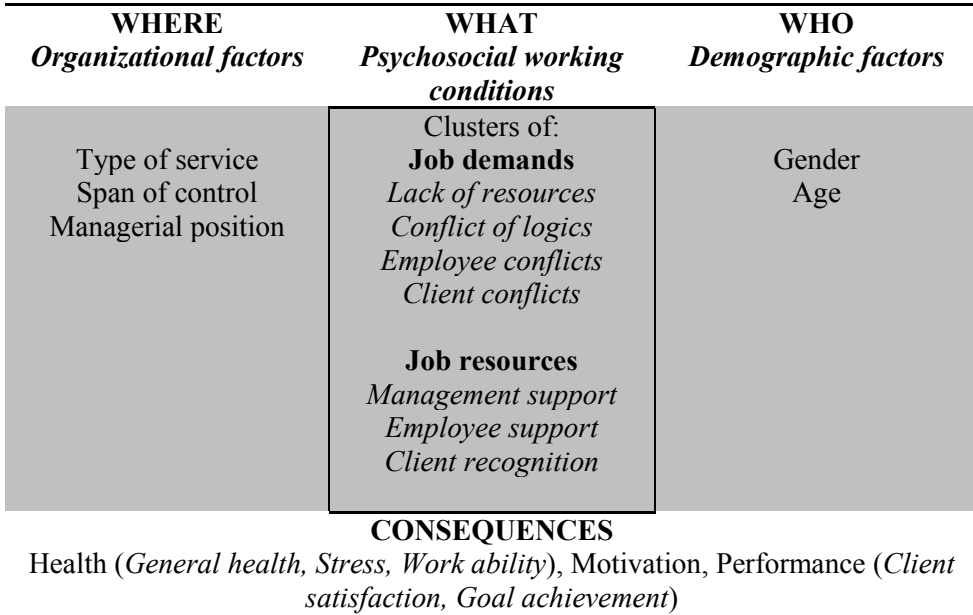 WHERE
Organizational factors
WHAT
Psychosocial working
conditions
WHO
Demographic factors
Type of service
Span of control
Managerial position
Clusters of:
Job demands
Lack of resources
Conflict of logics
Employee conflicts
Client conflicts
Job resources
Management support
Employee support
Client recognition
Gender
Age
CONSEQUENCES
Health (General health, Stress, Work ability), Motivation, Performance (Client
satisfaction, Goal achievement)